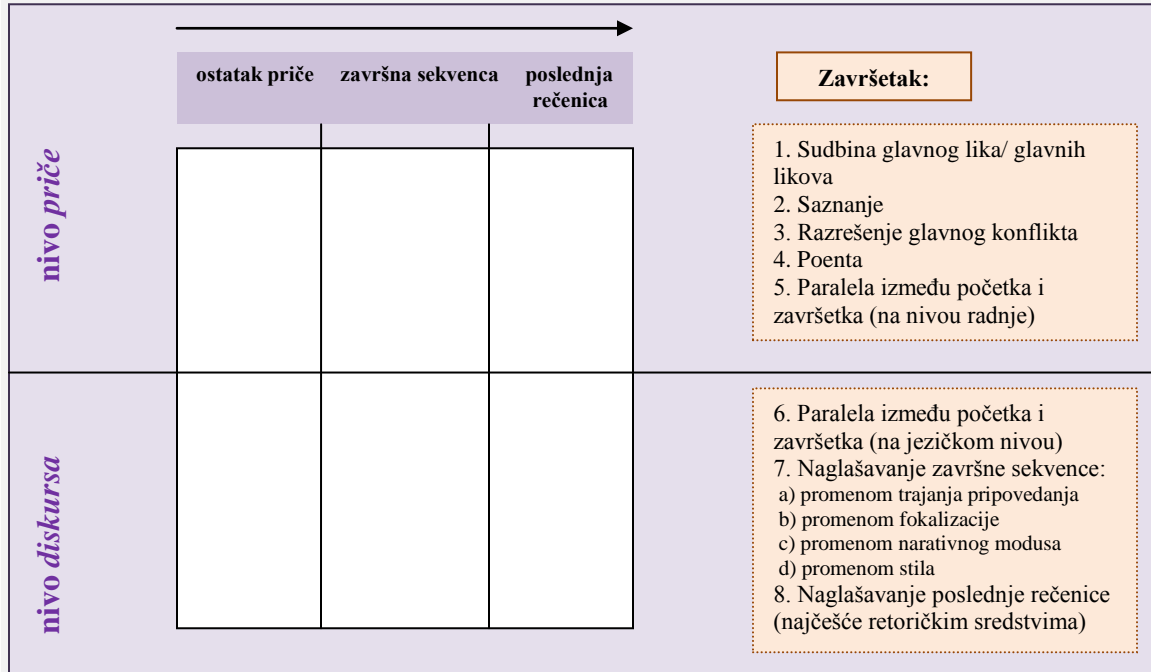 ostatak priče
završna sekvenca
poslednja
rečenica
Završetak:
nivo priče
1. Sudbina glavnog lika/ glavnih
likova
2. Saznanje
3. Razrešenje glavnog konflikta
4. Poenta
5. Paralela između početka i
završetka (na nivou radnje)
nivo diskursa
6. Paralela između početka i
završetka (na jezičkom nivou)
7. Naglašavanje završne sekvence:
a) promenom trajanja pripovedanja
b) promenom fokalizacije
c) promenom narativnog modusa
d) promenom stila
8. Naglašavanje poslednje rečenice
(najčešće retoričkim sredstvima)